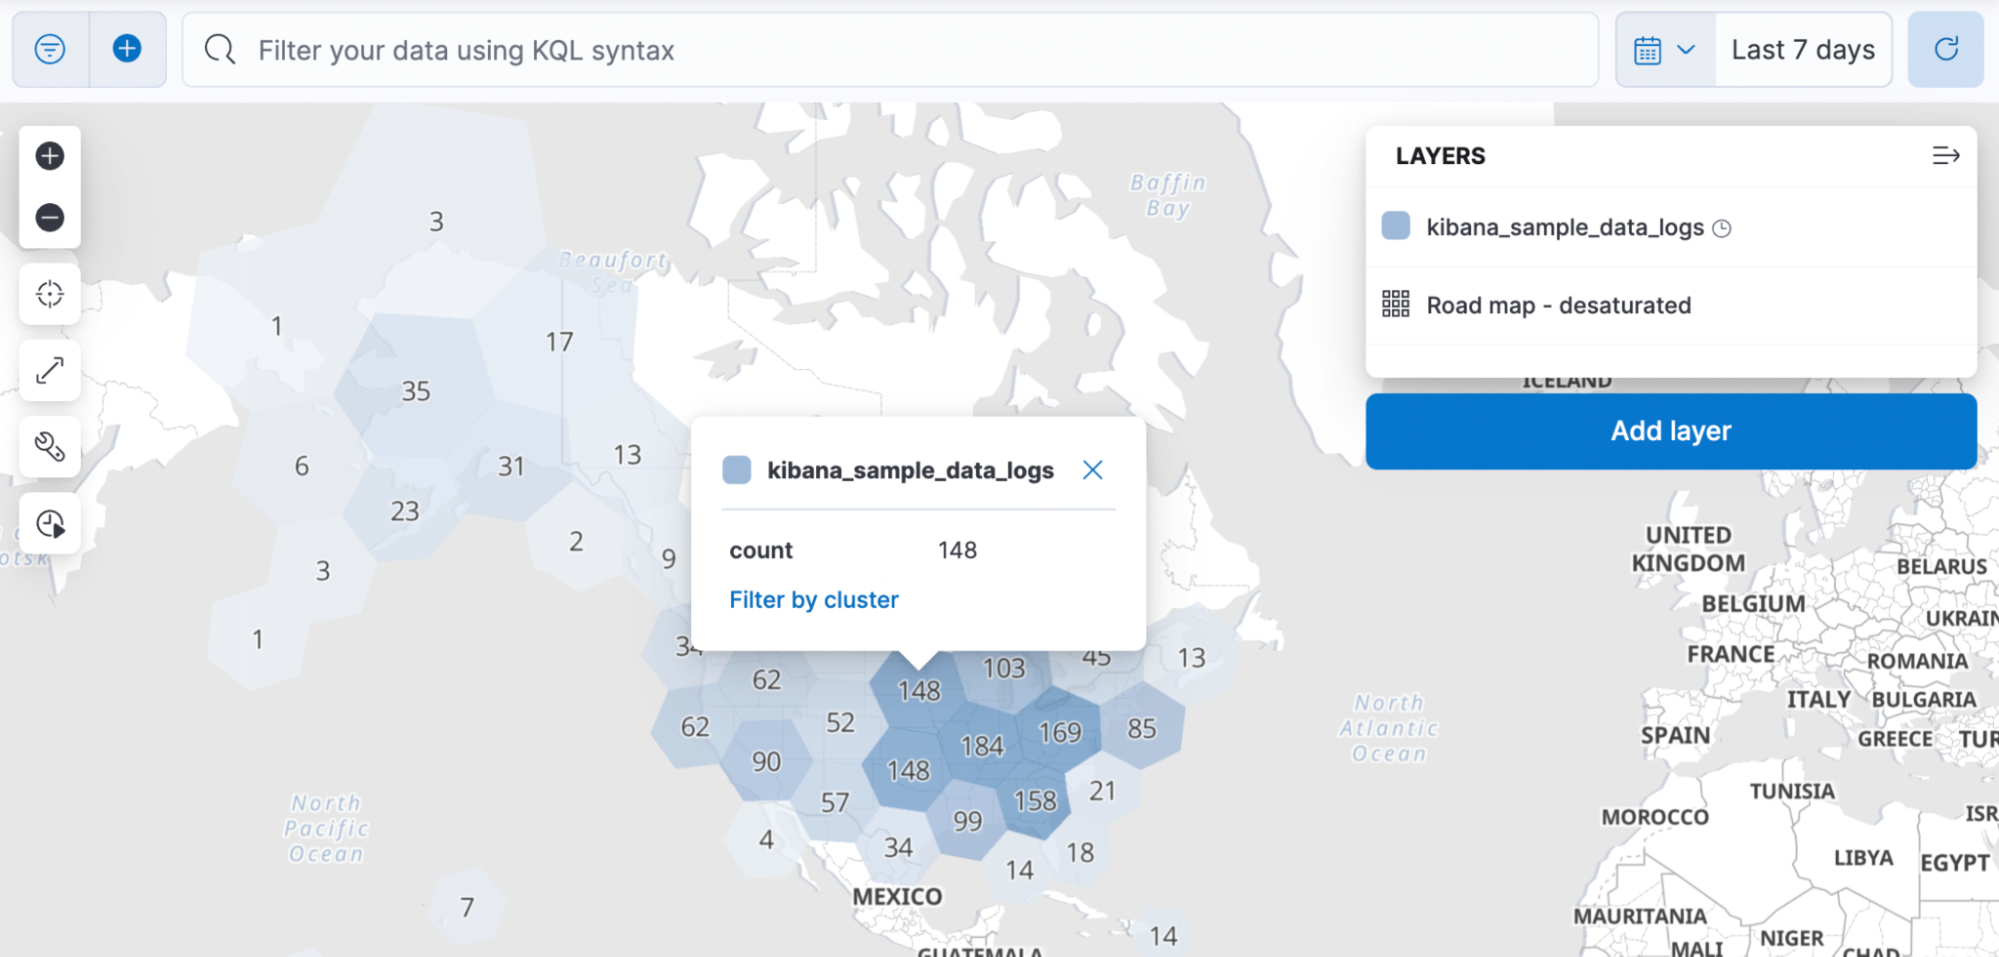 Filter your data using KQL syntax
Last 7 days
LAYERS
kibana_sample_data_logs
Road map - desaturated
Add layer
ICELAND
Baffin
Bay
Beaufort
Sea
3
1
17
35
6
31
13
23
2
9
3
1
kibana_sample_data_logs
count 148
Filter by cluster
34
62
148
103
45
13
62
52
184
169
85
90
148
57
158
21
99
4
34
18
14
7
14
North
Pacific
Ocean
North
Atlantic
Ocean
MEXICO
GUATEMALA
UNITED
KINGDOM
BELARUS
BELGIUM
UKRAIN
FRANCE
ROMANIA
ITALY
BULGARIA
SPAIN
GREECE
TUR
TUNISIA
MOROCCO
ISR
LIBYA
EGYPT
MAURITANIA
MALI
NIGER
CHAD
otsk